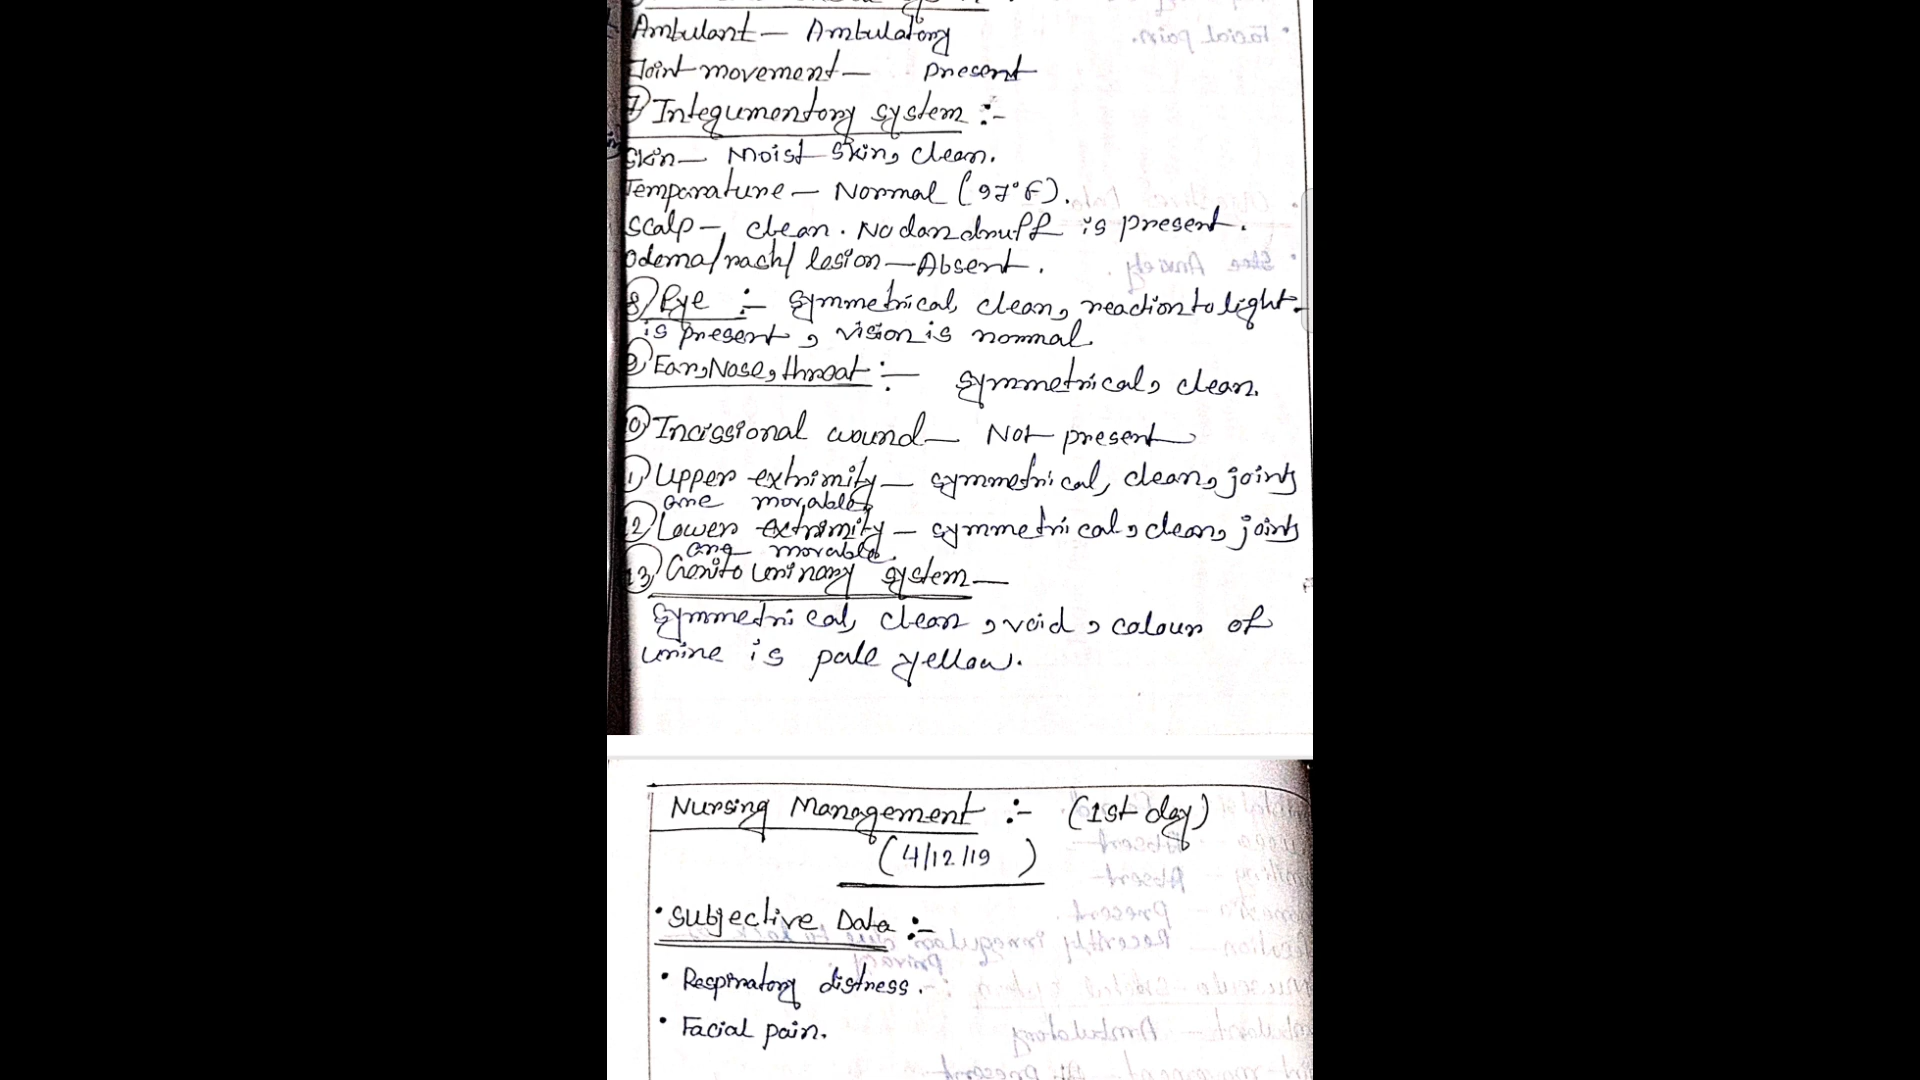 Ambulant — Ambulatory
Joint movement — Present
7) Integumentory system :-
Skin — Moist skin, clean.
Temparature — Normal (97°F).
Scalp —, clean. No dandruff is present.
Odema/rash/lesion — Absent.
8) Eye :- symmetrical, clean, reaction to light
is present, vision is normal.
9) Ear, Nose, throat :— symmetrical, clean.
10) Incissional wound — Not present
11) Upper extrimity — symmetrical, clean, joints
are movable
12) Lower extrimity — symmetrical, clean, joints
are movable.
13) Genito urinary system —
symmetrical, clean, void, colour of
urine is pale yellow.
Nursing Management :- (1st day)
(4/12/19 )
• Subjective Data :-
• Respiratory distress.
• Facial pain.